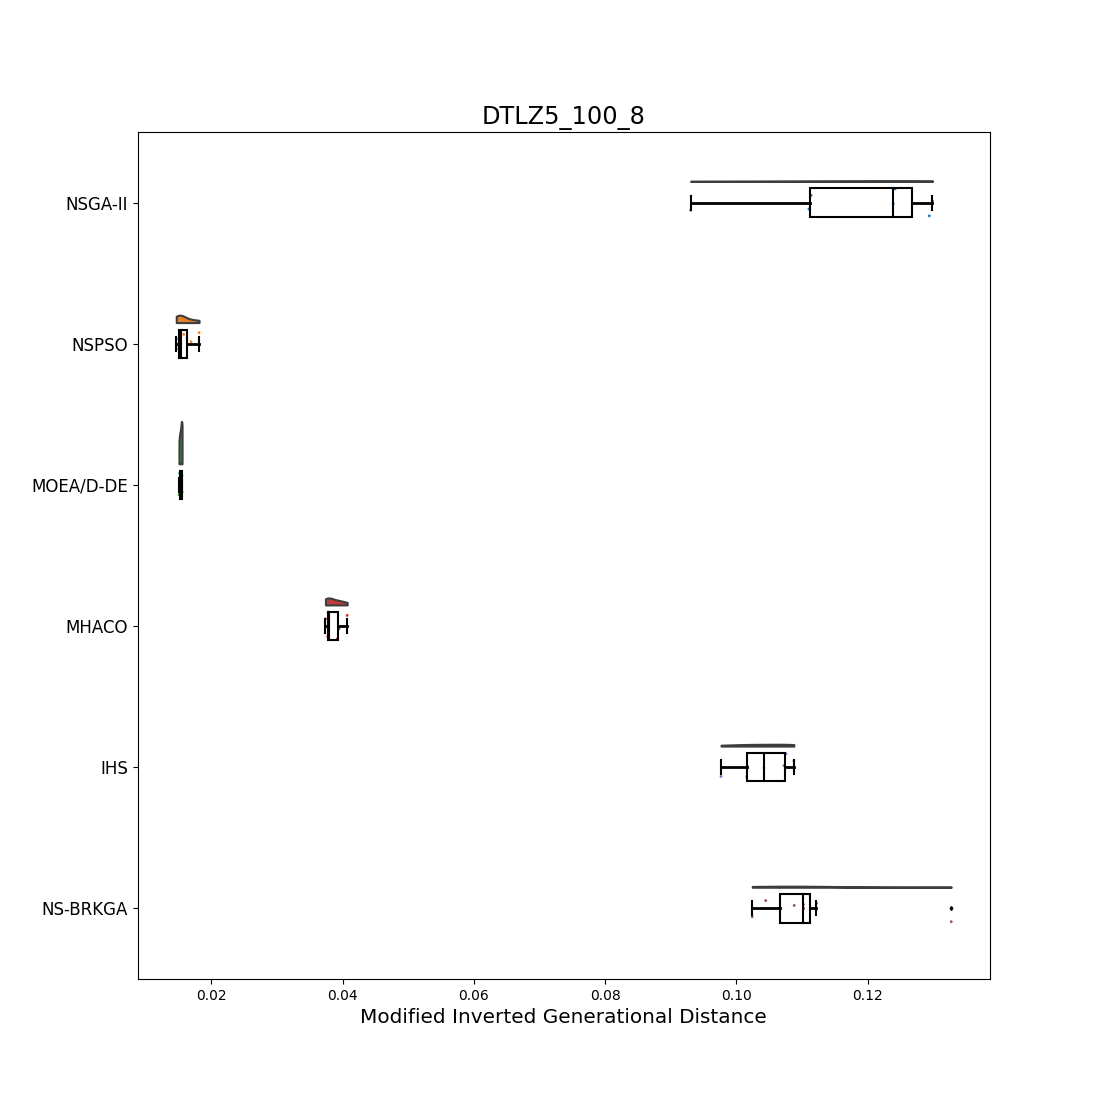 DTLZ5_100_8
NSGA-II
NSPSO
MOEA/D-DE
MHACO
IHS
NS-BRKGA
0.02 0.04 0.06 0.08 0.10 0.12
Modified Inverted Generational Distance